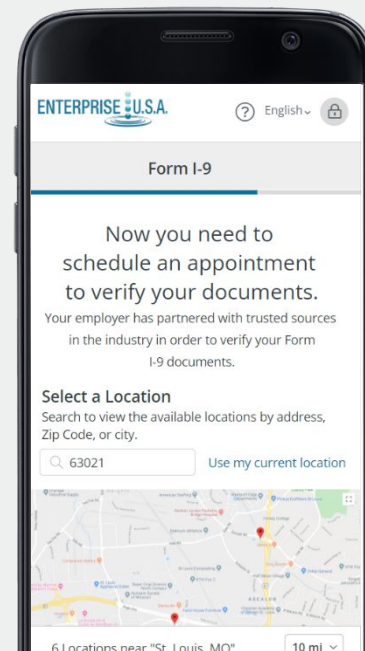 ENTERPRISE U.S.A.
? English
Form I-9
Now you need to
schedule an appointment
to verify your documents.
Your employer has partnered with trusted sources
in the industry in order to verify your Form
I-9 documents.
Select a Location
Search to view the available locations by address,
Zip Code, or city.
63021 Use my current location
6 Locations near "St. Louis, MO" 10 mi